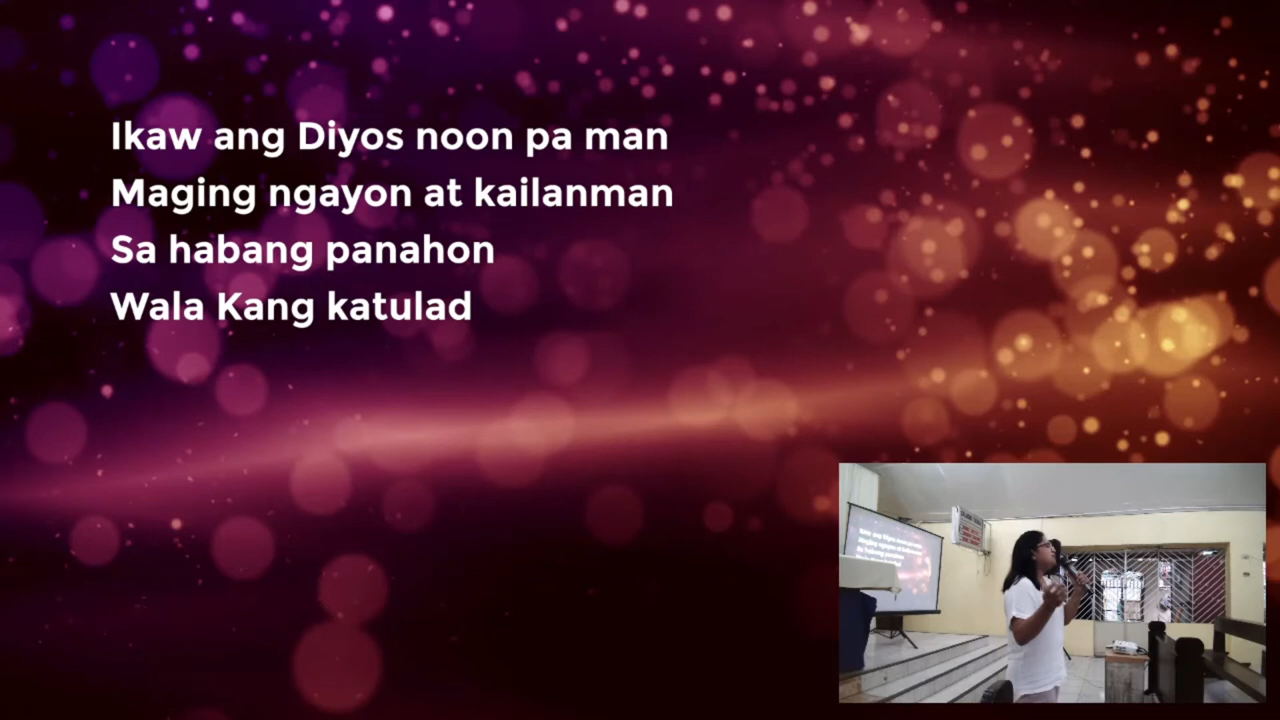 Ikaw ang Diyos noon pa man
Maging ngayon at kailanman
Sa habang panahon
Wala Kang katulad